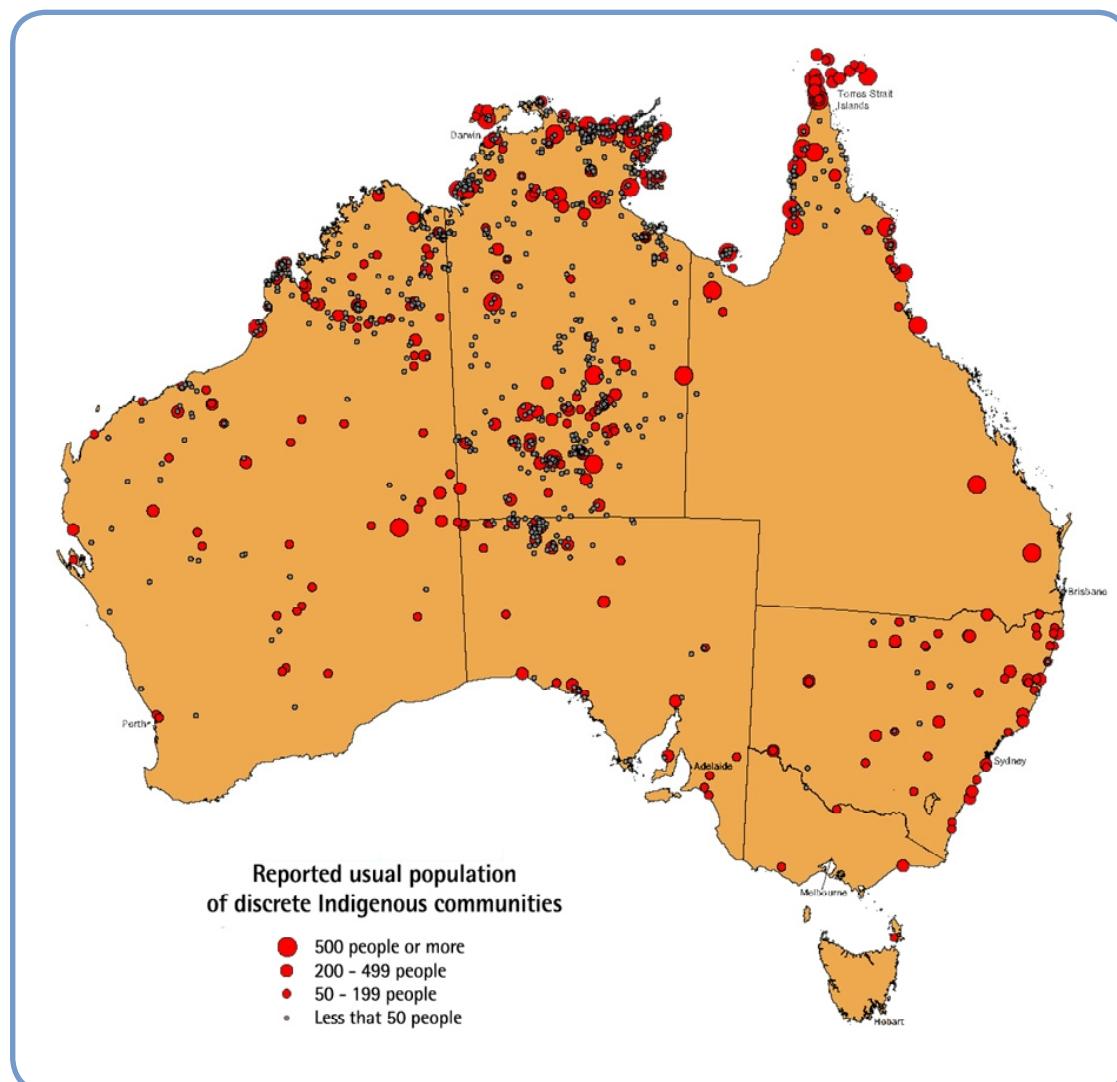 Torres Strait
Islands
Darwin
Brisbane
Perth
Sydney
Adelaide
Melbourne
Hobart
Reported usual population
of discrete Indigenous communities
500 people or more
200 - 499 people
50 - 199 people
Less that 50 people